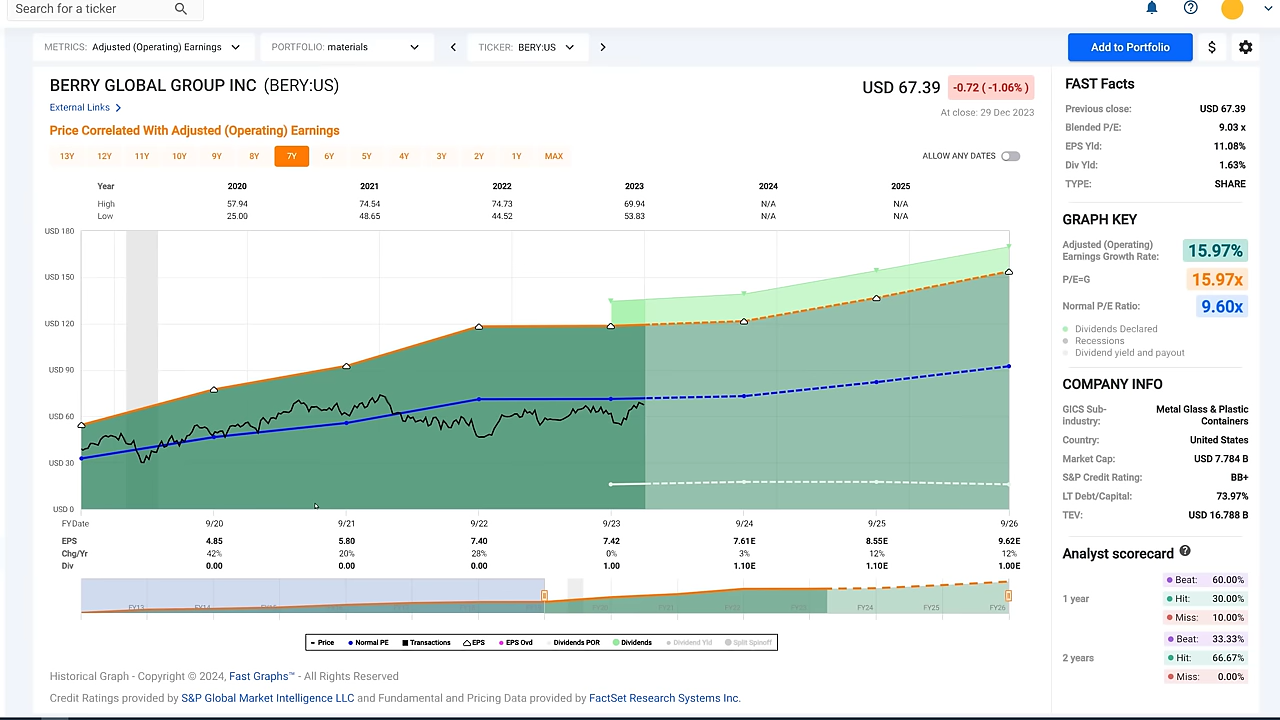 Search for a ticker
METRICS: Adjusted (Operating) Earnings
PORTFOLIO: materials
TICKER: BERY:US
Add to Portfolio
$
BERRY GLOBAL GROUP INC (BERY:US)
USD 67.39 -0.72 ( -1.06% )
External Links
At close: 29 Dec 2023
Price Correlated With Adjusted (Operating) Earnings
13Y 12Y 11Y 10Y 9Y 8Y 7Y 6Y 5Y 4Y 3Y 2Y 1Y MAX
ALLOW ANY DATES
Year 2020 2021 2022 2023 2024 2025
High 57.94 74.54 74.73 69.94 N/A N/A
Low 25.00 48.65 44.52 53.83 N/A N/A
USD 180
USD 150
USD 120
USD 90
USD 60
USD 30
USD 0
FYDate 9/20 9/21 9/22 9/23 9/24 9/25 9/26
EPS 4.85 5.80 7.40 7.42 7.61E 8.55E 9.62E
Chg/Yr 42% 20% 28% 0% 3% 12% 12%
Div 0.00 0.00 0.00 1.00 1.10E 1.10E 1.00E
FY13 FY14 FY20 FY21 FY24 FY25 FY26
Price Normal PE Transactions EPS EPS Ovd Dividends POR Dividends Dividend Yld Split Spinoff
Historical Graph - Copyright © 2024, Fast Graphs™ - All Rights Reserved
Credit Ratings provided by S&P Global Market Intelligence LLC and Fundamental and Pricing Data provided by FactSet Research Systems Inc.
FAST Facts
Previous close: USD 67.39
Blended P/E: 9.03 x
EPS Yld: 11.08%
Div Yld: 1.63%
TYPE: SHARE
GRAPH KEY
Adjusted (Operating)
Earnings Growth Rate: 15.97%
P/E=G 15.97x
Normal P/E Ratio: 9.60x
Dividends Declared
Recessions
Dividend yield and payout
COMPANY INFO
GICS Sub- Metal Glass & Plastic
industry: Containers
Country: United States
Market Cap: USD 7.784 B
S&P Credit Rating: BB+
LT Debt/Capital: 73.97%
TEV: USD 16.788 B
Analyst scorecard
Beat: 60.00%
1 year Hit: 30.00%
Miss: 10.00%
Beat: 33.33%
2 years Hit: 66.67%
Miss: 0.00%